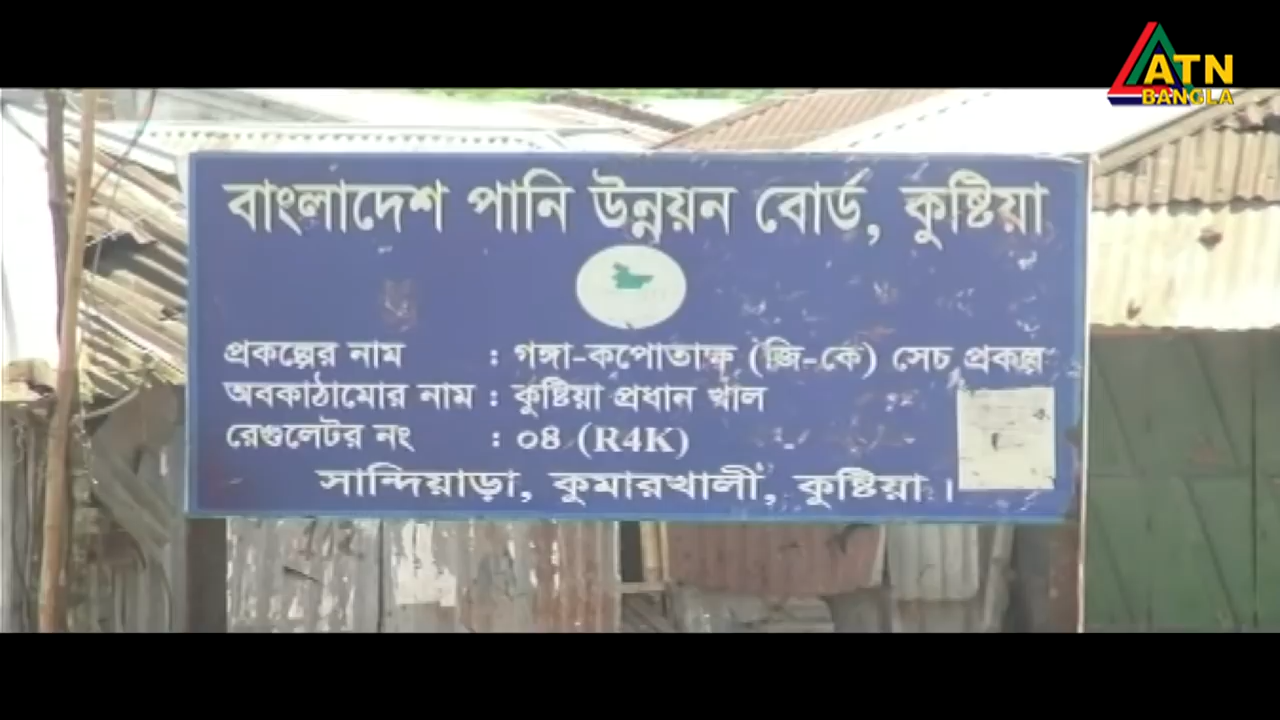 ATN
BANGLA
বাংলাদেশ পানি উন্নয়ন বোর্ড, কুষ্টিয়া
প্রকল্পের নাম : গঙ্গা-কপোতাক্ষ (জি-কে) সেচ প্রকল্প
অবকাঠামোর নাম : কুষ্টিয়া প্রধান খাল
রেগুলেটর নং : ০৪ (R4K)
সান্দিয়াড়া, কুমারখালী, কুষ্টিয়া ।